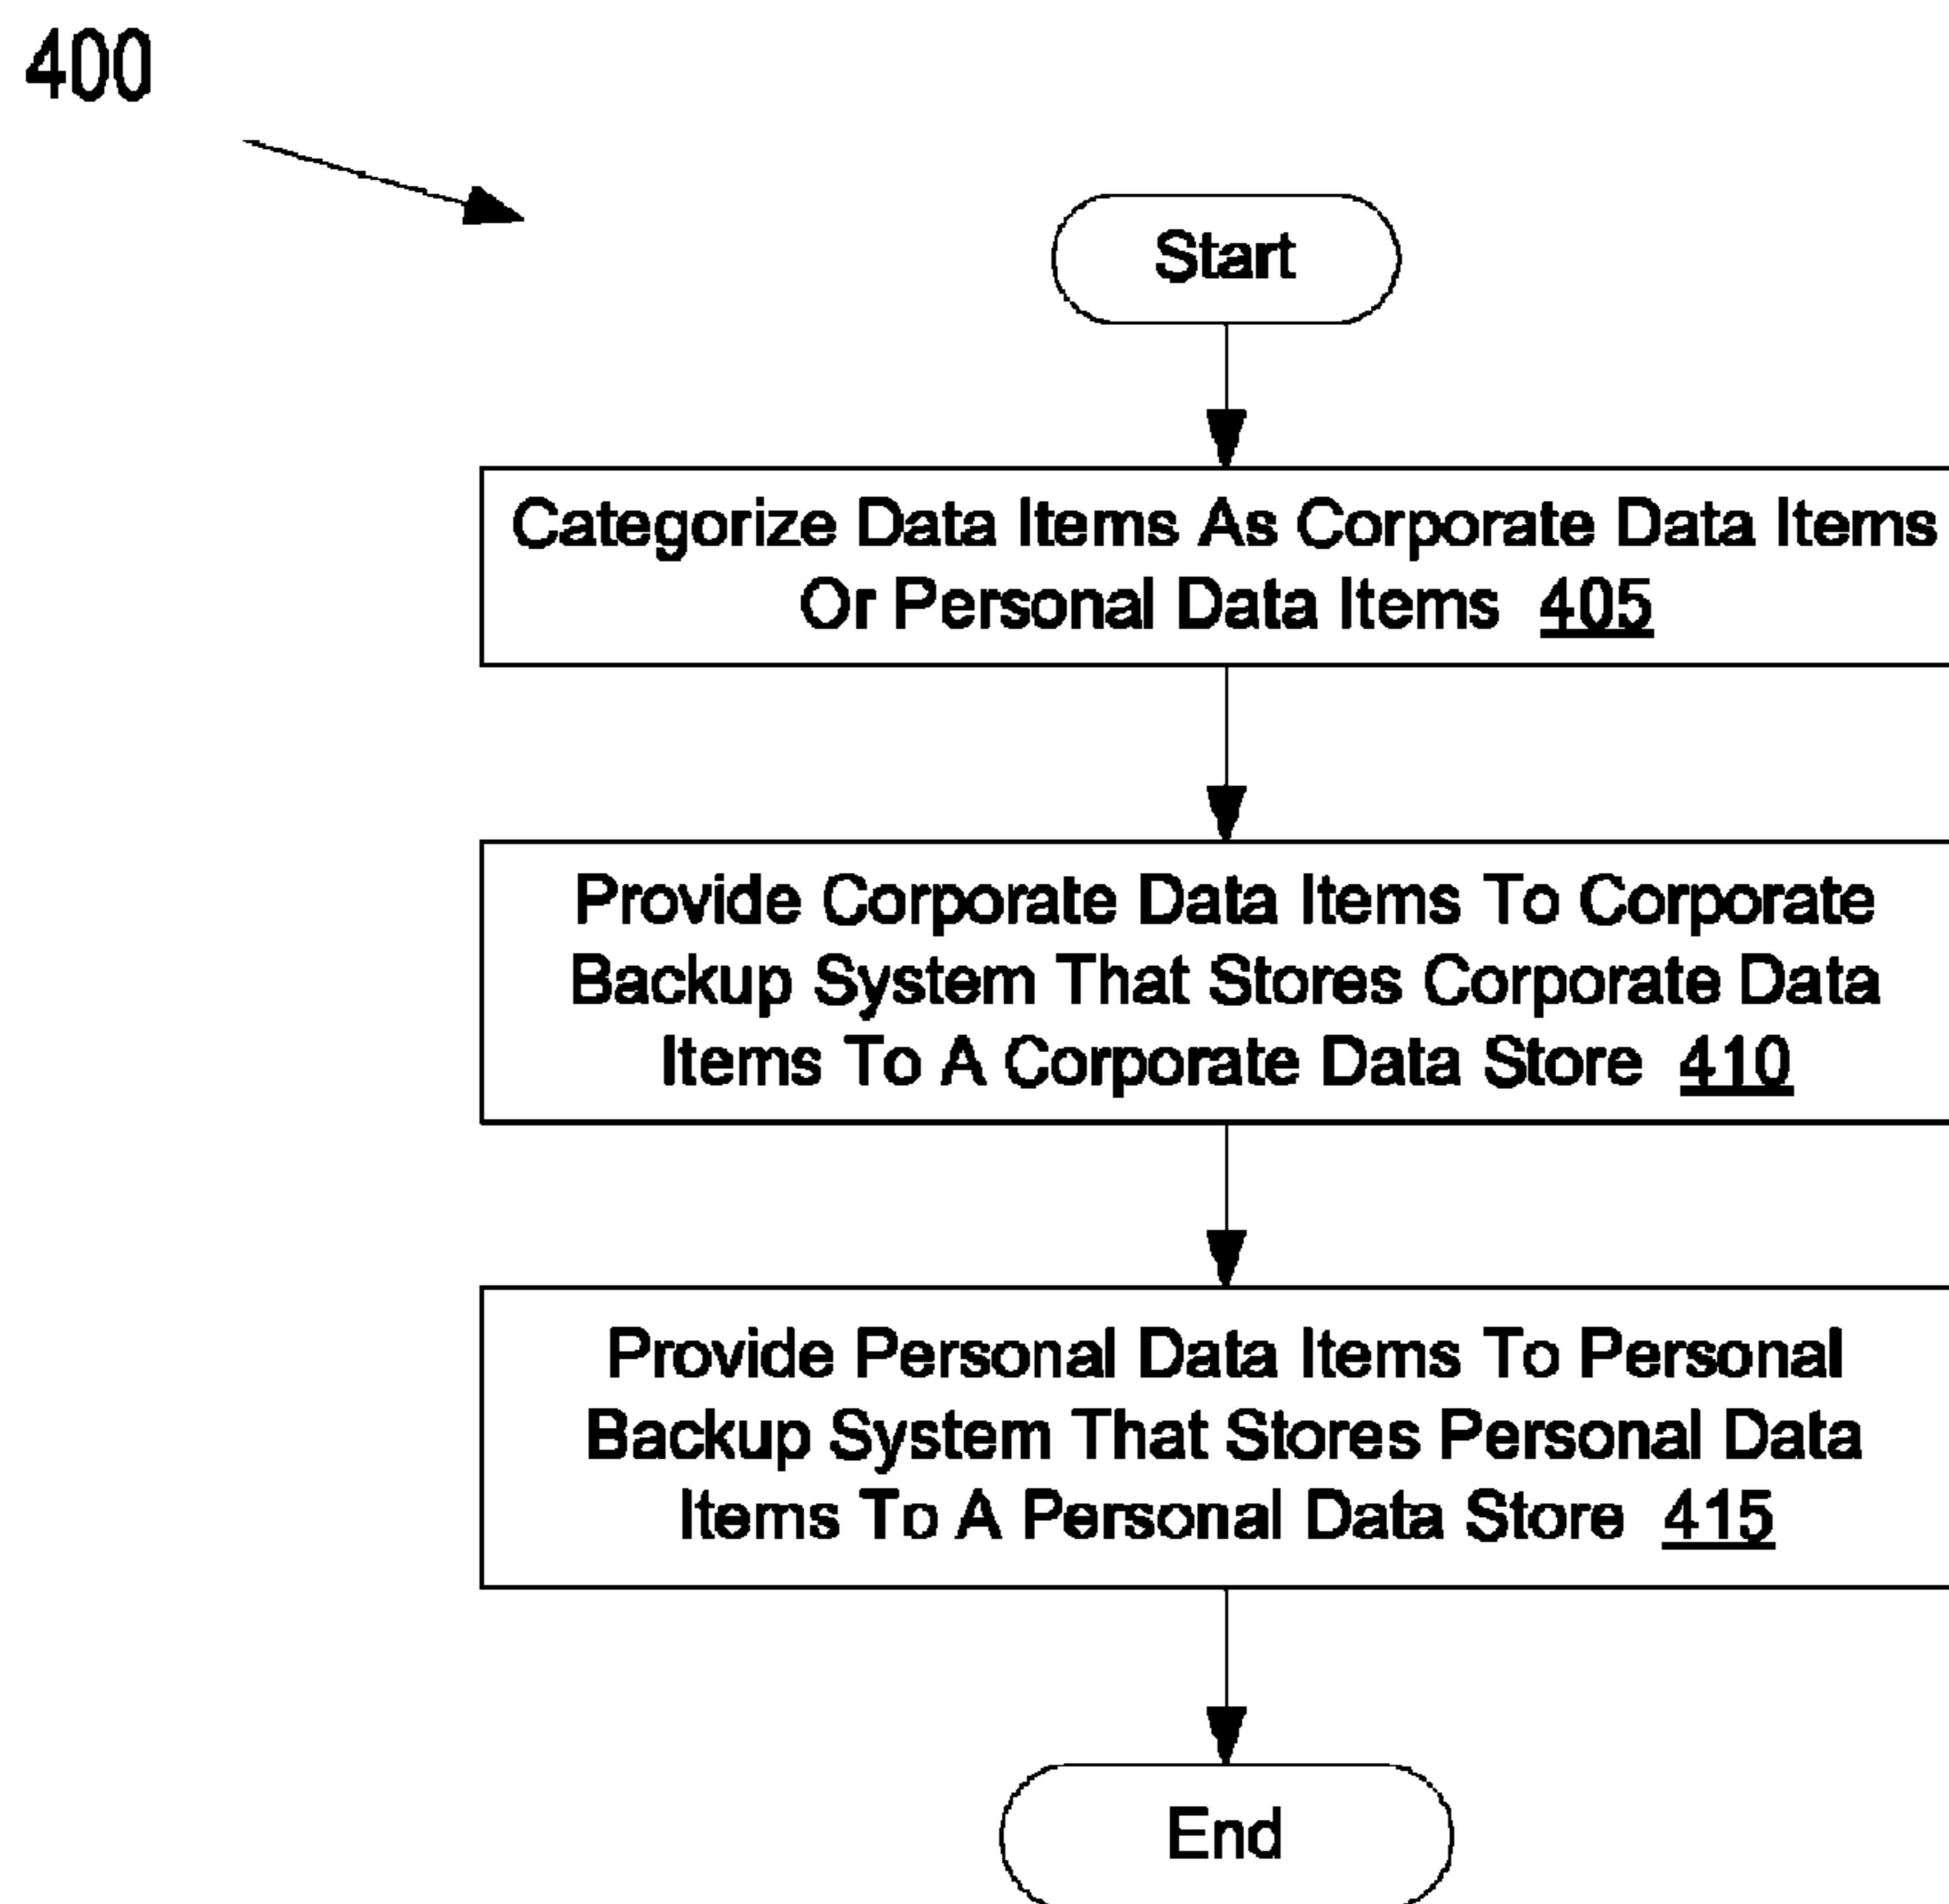 400
Start
Categorize Data Items As Corporate Data Items
Or Personal Data Items 405
Provide Corporate Data Items To Corporate
Backup System That Stores Corporate Data
Items To A Corporate Data Store 410
Provide Personal Data Items To Personal
Backup System That Stores Personal Data
Items To A Personal Data Store 415
End